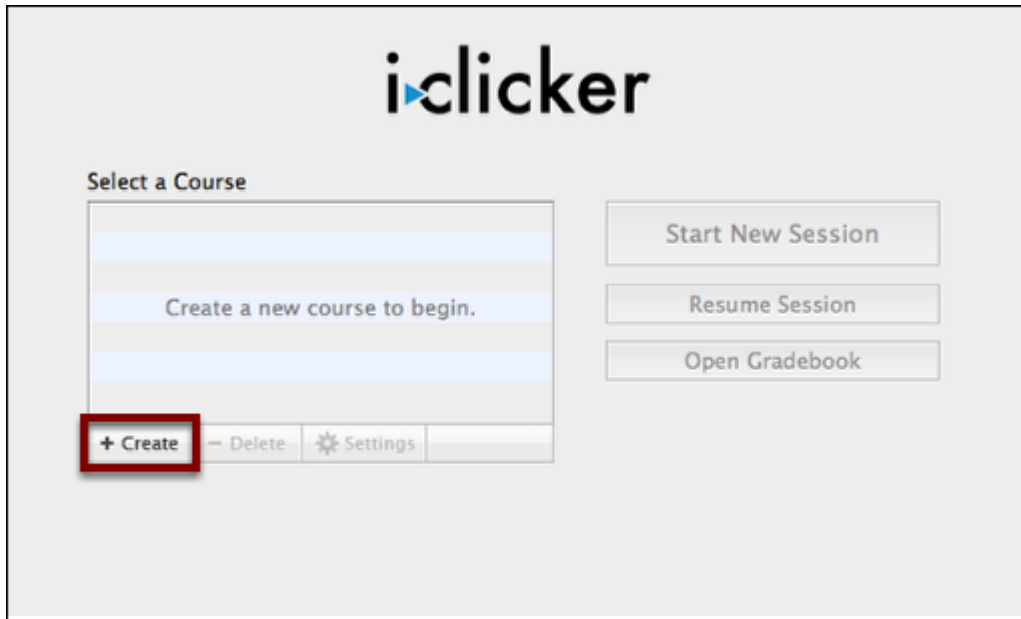 i clicker
Select a Course
Create a new course to begin.
+ Create
− Delete
Settings
Start New Session
Resume Session
Open Gradebook